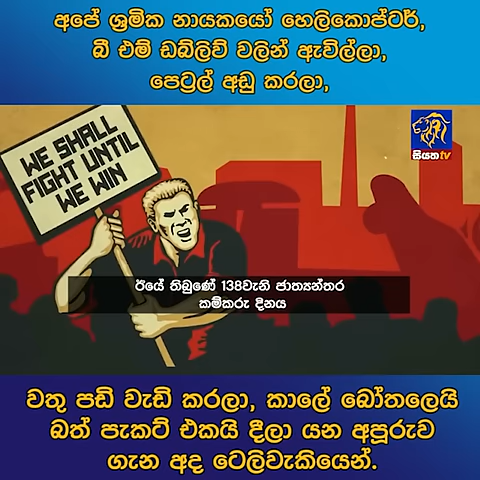 අපේ ශ්‍රමික නායකයෝ හෙලිකොප්ටර්,
බී එම් ඩබ්ලිව් වලින් ඇවිල්ලා,
පෙට්‍රල් අඩු කරලා,
සියත tv
WE SHALL
FIGHT UNTIL
WE WIN
ඊයේ තිබුණේ 138වැනි ජාත්‍යන්තර
කම්කරු දිනය
වතු පඩි වැඩි කරලා, කාලේ බෝතලෙයි
බත් පැකට් එකයි දීලා යන අපූරුව
ගැන අද ටෙලිවැකියෙන්.